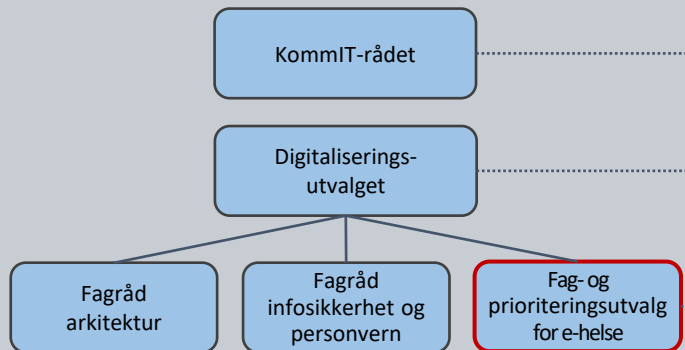 KommIT-rådet
Digitaliserings-
utvalget
Fagråd
arkitektur
Fagråd
infosikkerhet og
personvern
Fag- og
prioriteringsutvalg
for e-helse